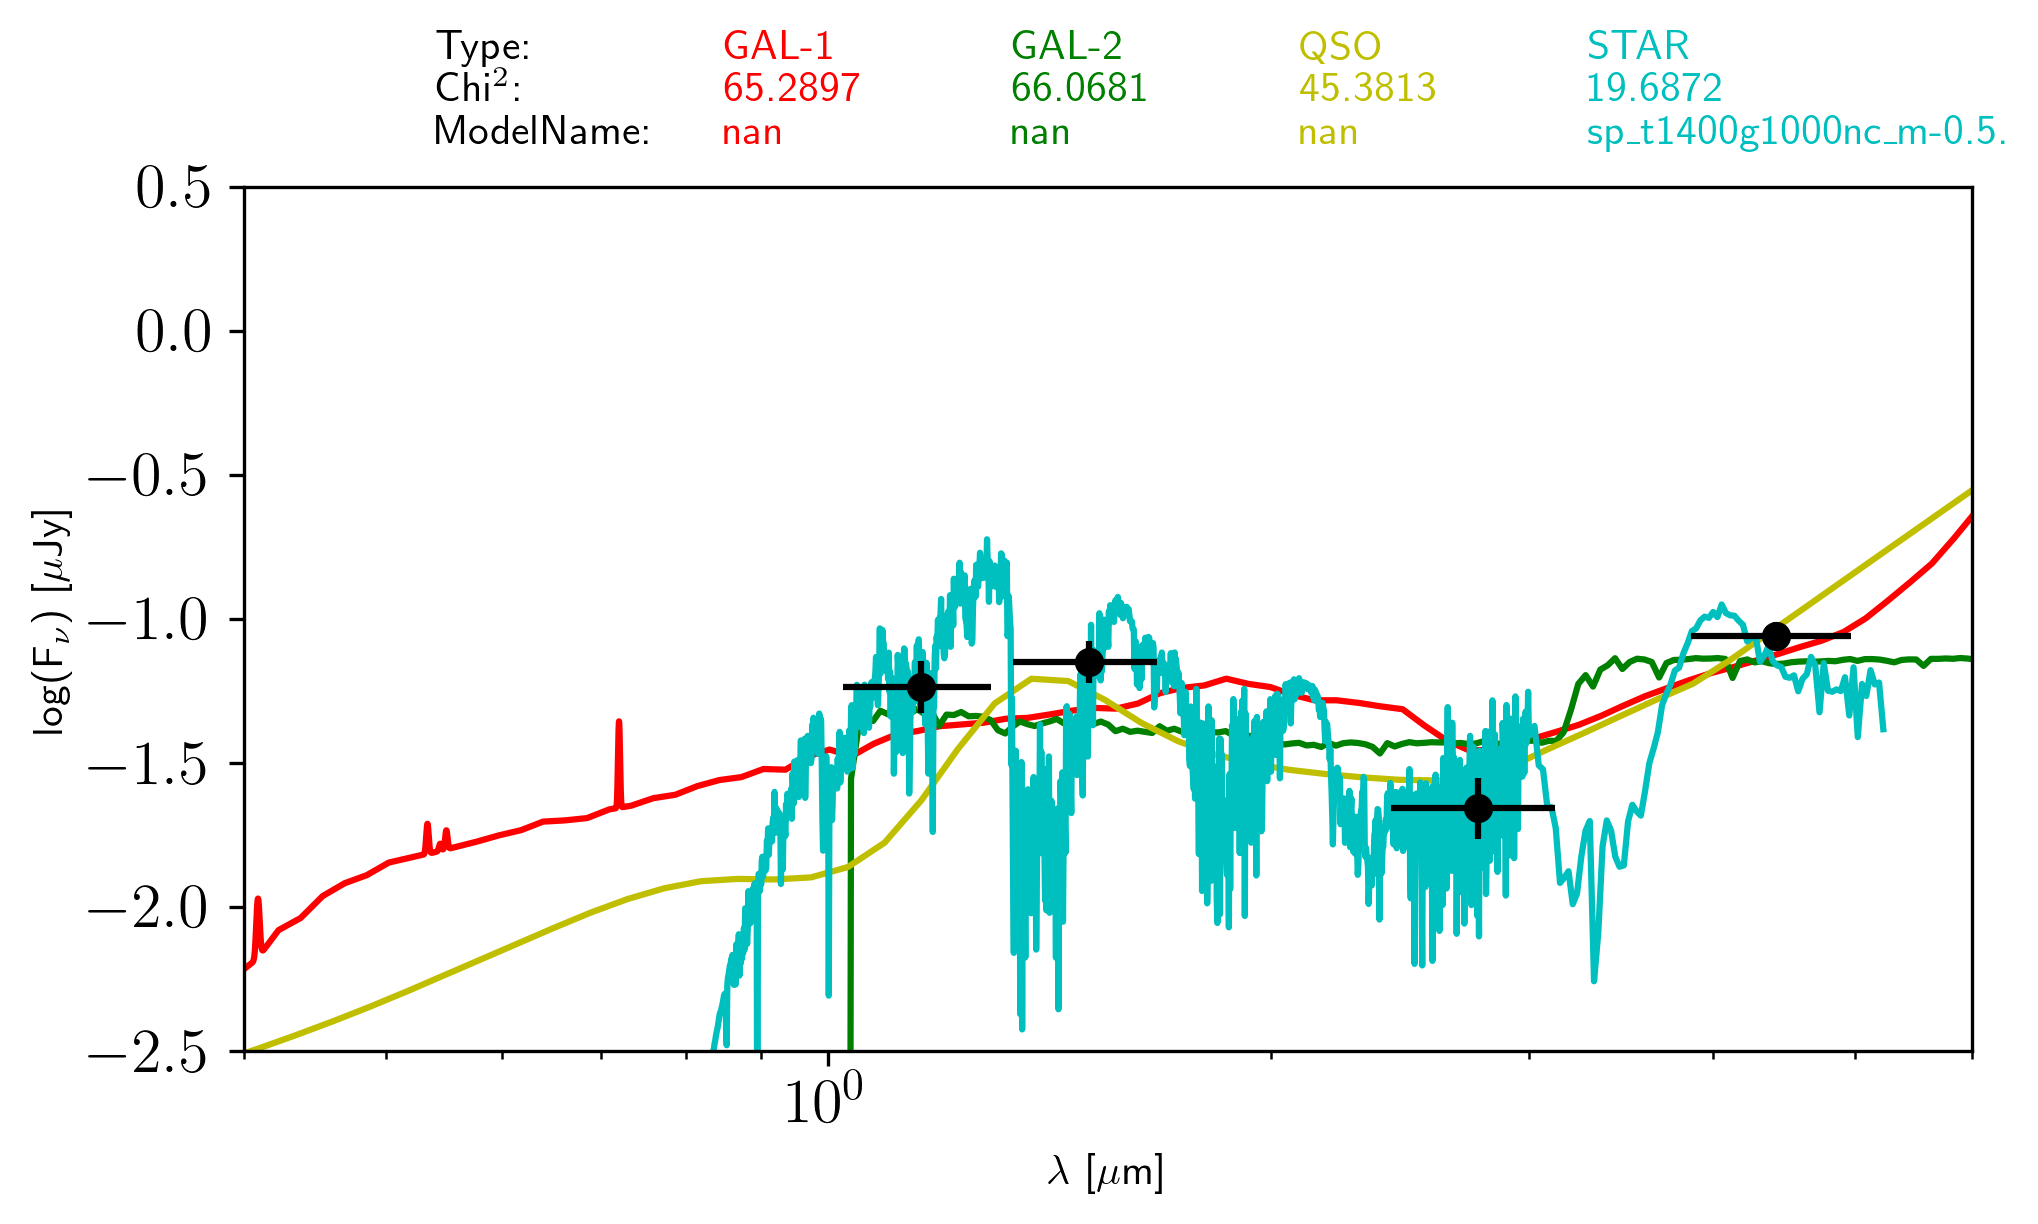 Type: GAL-1 GAL-2 QSO STAR
Chi²: 65.2897 66.0681 45.3813 19.6872
ModelName: nan nan nan sp_t1400g1000nc_m-0.5.
0.5
0.0
−0.5
−1.0
−1.5
−2.0
−2.5
log(Fν) [μJy]
10⁰
λ [μm]